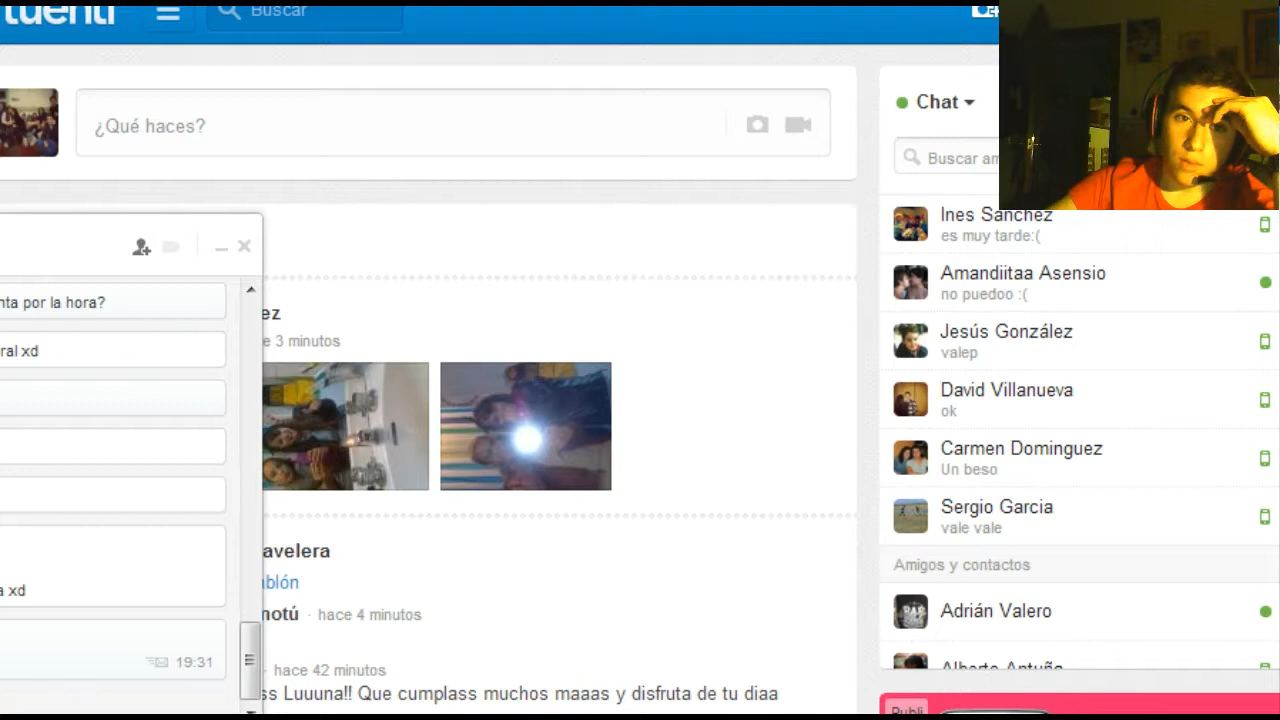 tuenti
Buscar
¿Qué haces?
nta por la hora?
ral xd
a xd
19:31
ez
e 3 minutos
avelera
ablón
notú · hace 4 minutos
· hace 42 minutos
ss Luuuna!! Que cumplass muchos maaas y disfruta de tu diaa
Chat
Buscar am
Ines Sanchez
es muy tarde:(
Amandiitaa Asensio
no puedoo :(
Jesús González
valep
David Villanueva
ok
Carmen Dominguez
Un beso
Sergio Garcia
vale vale
Amigos y contactos
Adrián Valero
Alberto Antuña
Publi